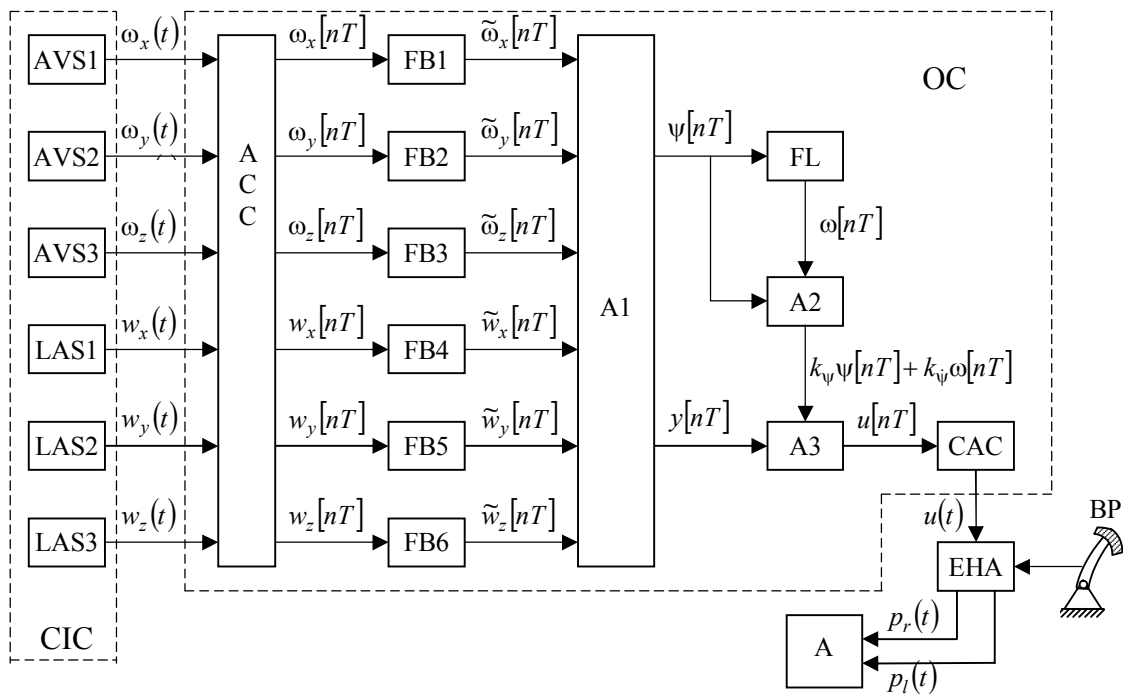 ω_x(t)
ω_x[nT]
ω̃_x[nT]
AVS1
FB1
OC
ω_y(t)
ω_y[nT]
ω̃_y[nT]
ψ[nT]
AVS2
A
C
C
FB2
FL
ω_z(t)
ω_z[nT]
ω̃_z[nT]
ω[nT]
AVS3
FB3
A1
A2
w_x(t)
w_x[nT]
w̃_x[nT]
LAS1
FB4
k_ψψ[nT] + k_ψ̇ω[nT]
w_y(t)
w_y[nT]
w̃_y[nT]
y[nT]
u[nT]
LAS2
FB5
A3
CAC
w_z(t)
w_z[nT]
w̃_z[nT]
u(t)
BP
LAS3
FB6
EHA
CIC
p_r(t)
A
p_l(t)